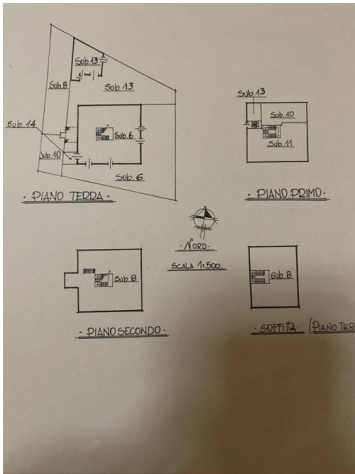 Sub.13
Sub.8
Sub.13
Sub.14
Sub.6
Sub.10
Sub.6
· PIANO TERRA ·
Sub.13
Sub.10
Sub.11
· PIANO PRIMO ·
· NORD ·
SCALA 1:500.
Sub.8
· PIANO SECONDO ·
Sub.8
· SOFFITTA · (PIANO TER